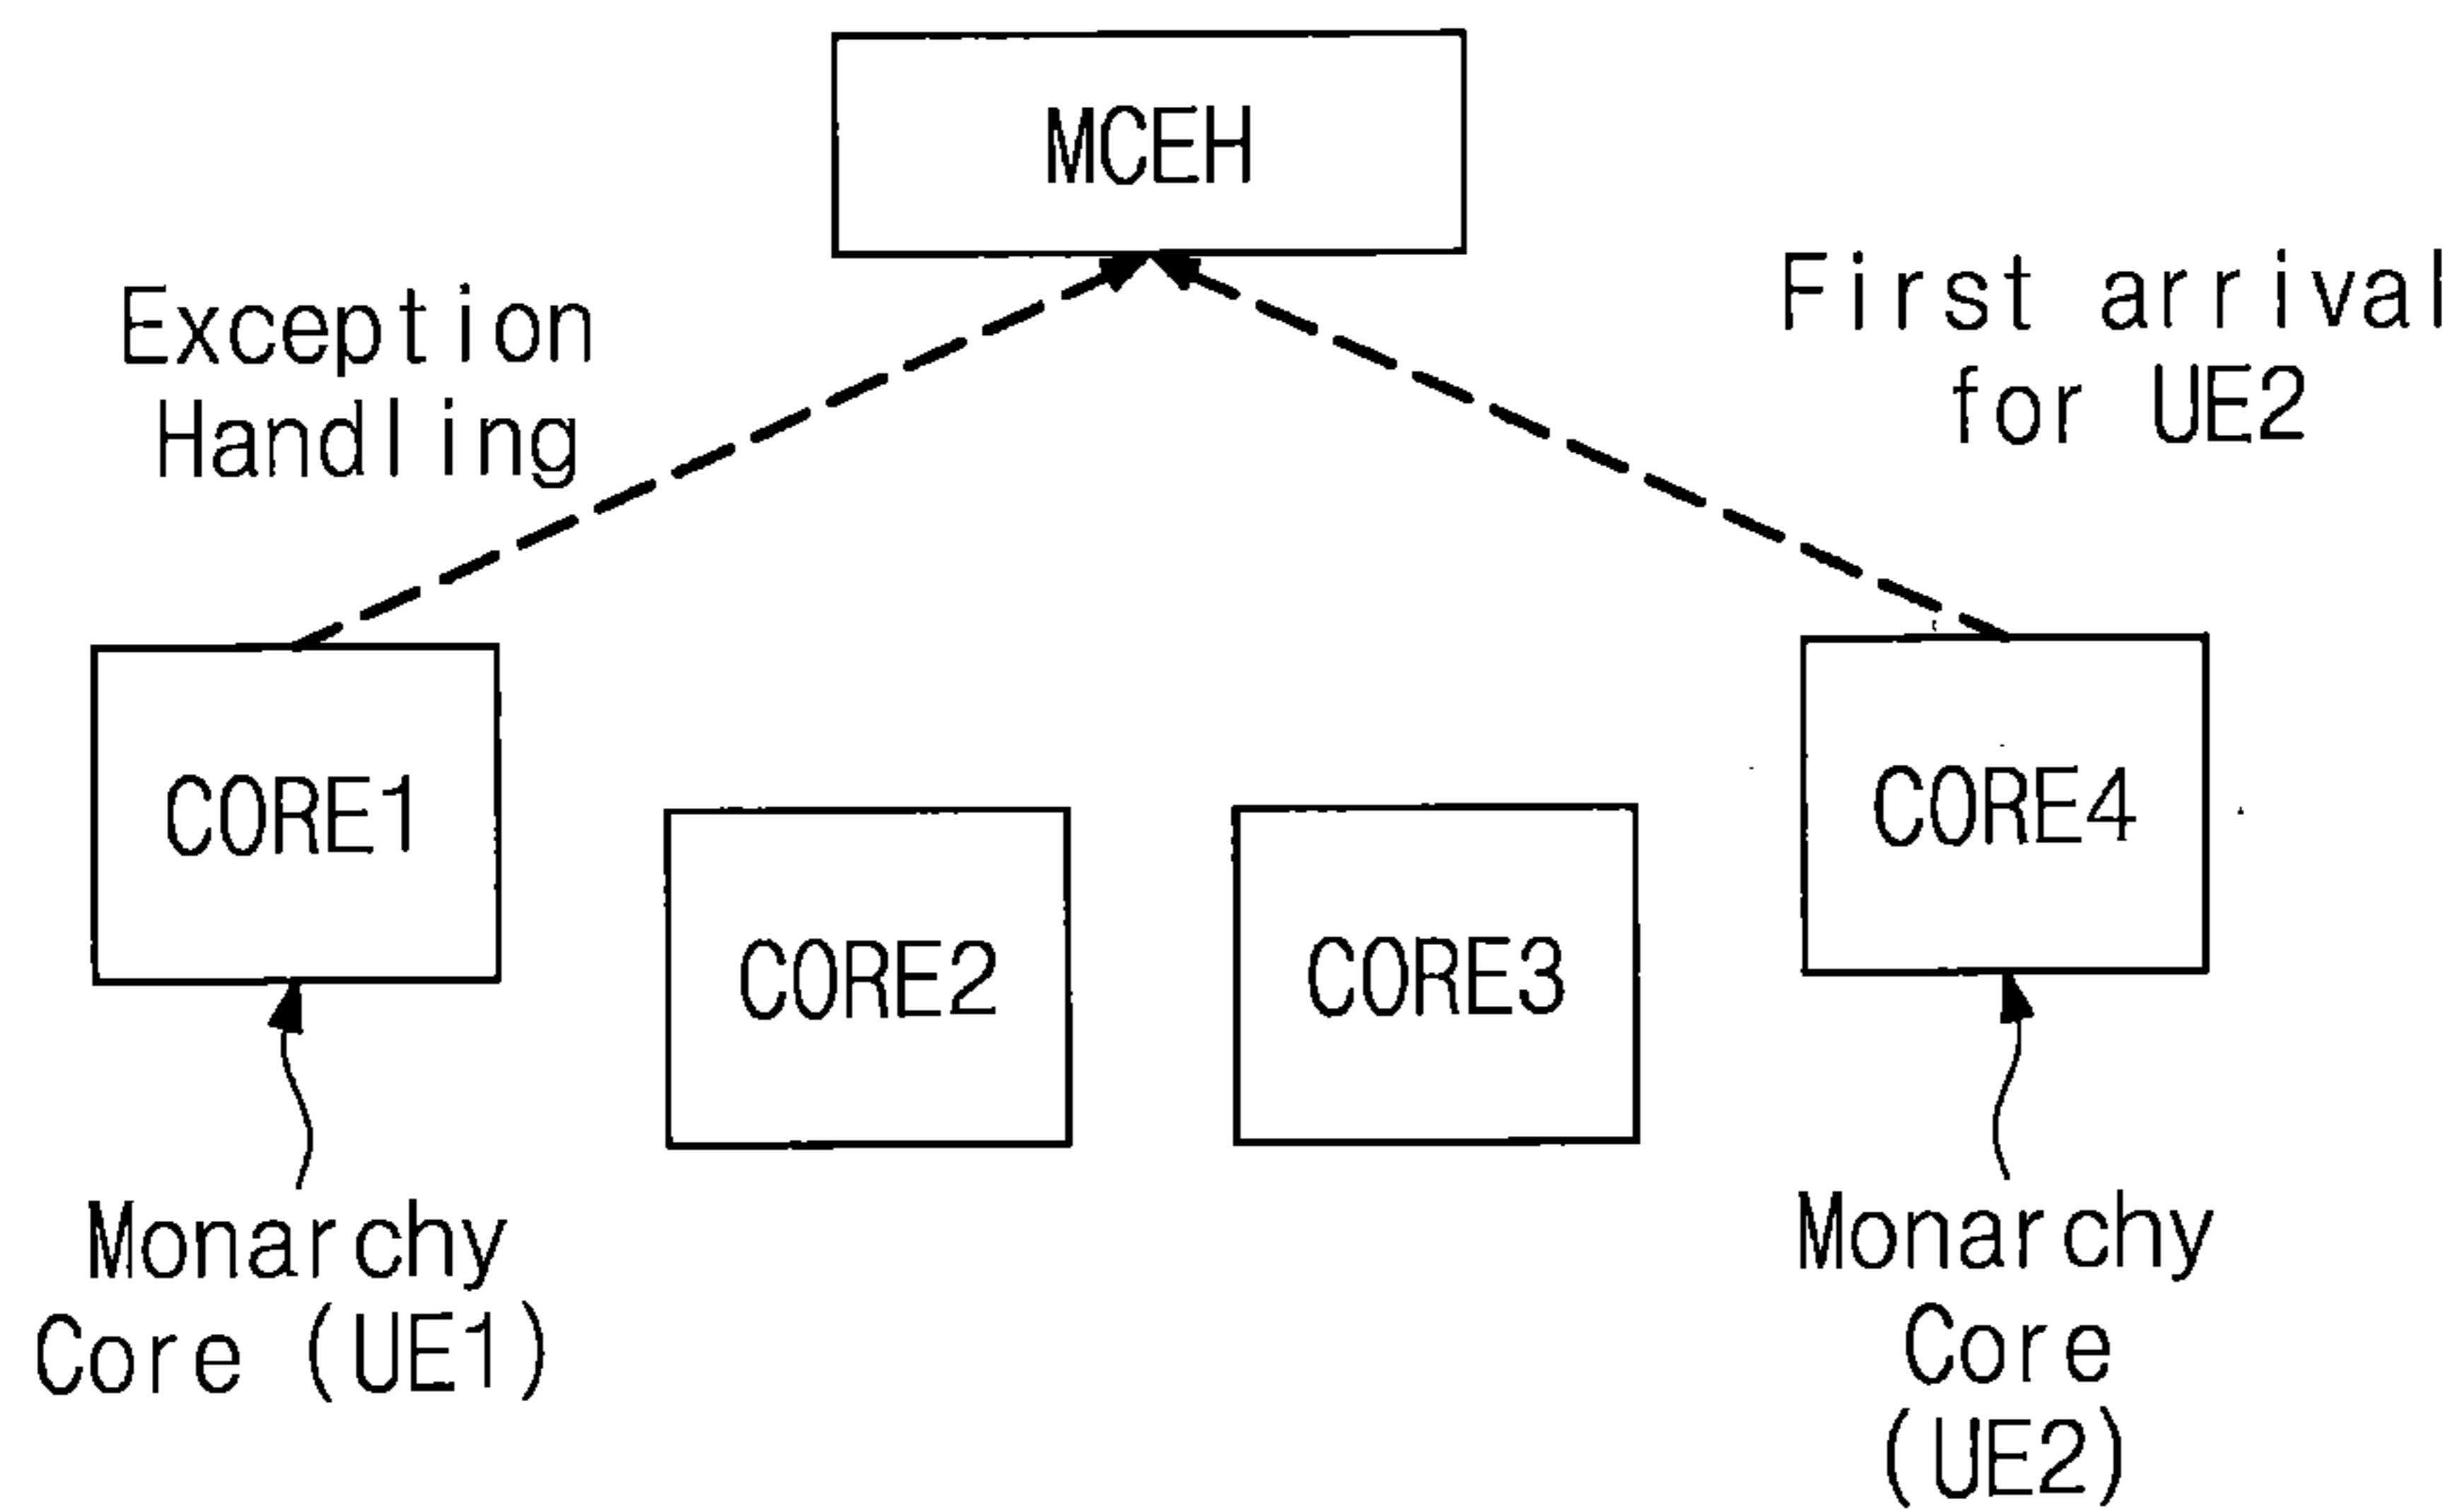 MCEH
Exception
Handling
First arrival
for UE2
CORE1
CORE2
CORE3
CORE4
Monarchy
Core (UE1)
Monarchy
Core
(UE2)